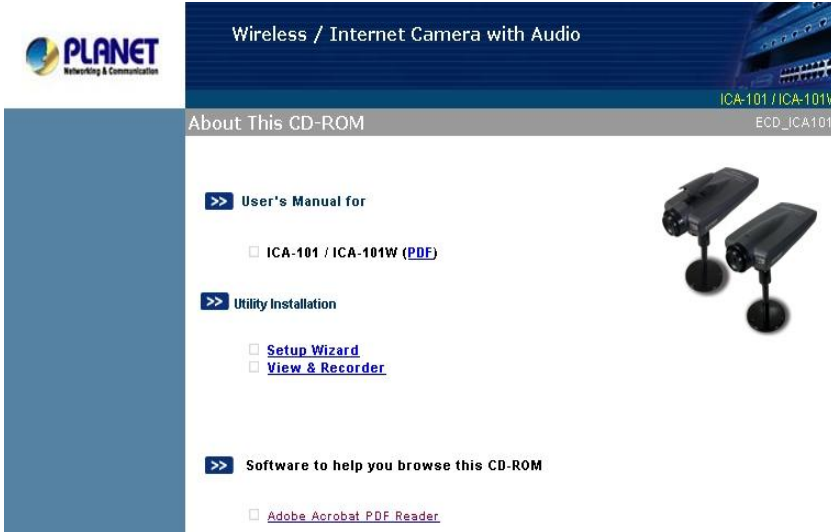 PLANET
Networking & Communication
Wireless / Internet Camera with Audio
ICA-101 / ICA-101W
About This CD-ROM
ECD_ICA101
>> User's Manual for
ICA-101 / ICA-101W (PDF)
>> Utility Installation
Setup Wizard
View & Recorder
>> Software to help you browse this CD-ROM
Adobe Acrobat PDF Reader